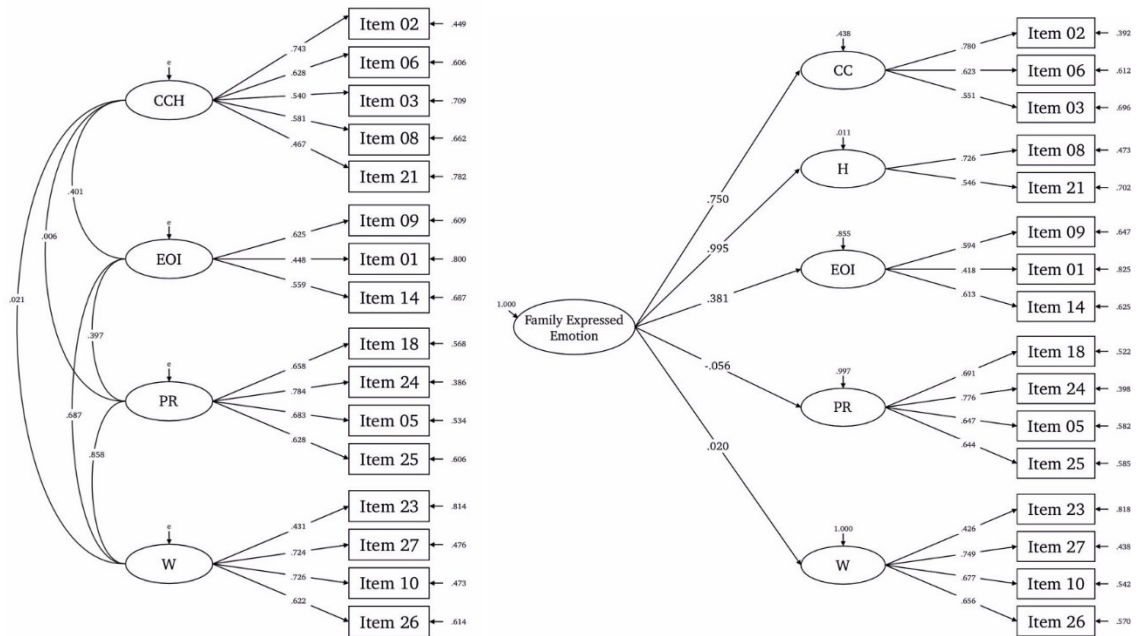 Item 02
.449
.743
Item 06
.606
.628
e
CCH
Item 03
.709
.540
Item 08
.662
.581
Item 21
.782
.467
.401
.006
.021
Item 09
.609
.625
e
EOI
Item 01
.800
.448
Item 14
.687
.559
.397
.687
Item 18
.568
.658
e
PR
Item 24
.386
.784
Item 05
.534
.683
Item 25
.606
.628
.858
Item 23
.814
.431
e
W
Item 27
.476
.724
Item 10
.473
.726
Item 26
.614
.622
1.000
Family Expressed
Emotion
.750
.995
.381
-.056
.020
.438
CC
.780
Item 02
.392
.623
Item 06
.612
.551
Item 03
.696
.011
H
.726
Item 08
.473
.546
Item 21
.702
.855
EOI
.594
Item 09
.647
.418
Item 01
.825
.613
Item 14
.625
.997
PR
.691
Item 18
.522
.776
Item 24
.398
.647
Item 05
.582
.644
Item 25
.585
1.000
W
.426
Item 23
.818
.749
Item 27
.438
.677
Item 10
.542
.656
Item 26
.570